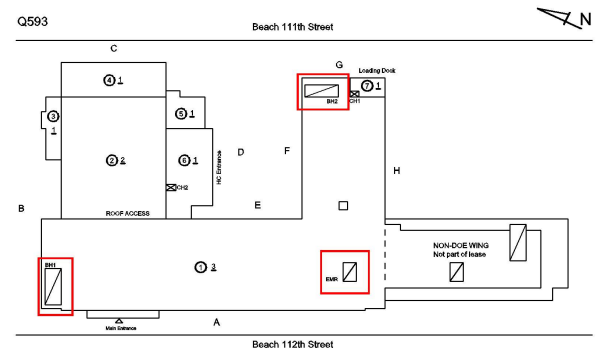 Q593
Beach 111th Street
N
C
G
Loading Dock
4 1
7 1
BH2
CH1
3
1
5 1
2 2
6 1
D
F
HC Entrance
H
CH2
B
E
ROOF ACCESS
NON-DOE WING
Not part of lease
BH1
1 3
EMR
A
Main Entrance
Beach 112th Street